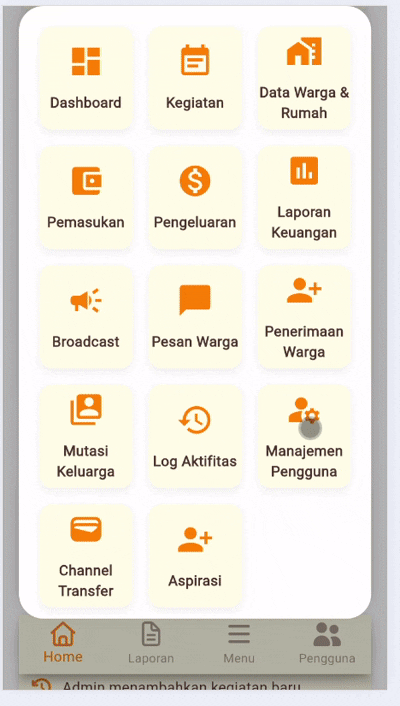 Dashboard
Kegiatan
Data Warga &
Rumah
Pemasukan
Pengeluaran
Laporan
Keuangan
Broadcast
Pesan Warga
Penerimaan
Warga
Mutasi
Keluarga
Log Aktifitas
Manajemen
Pengguna
Channel
Transfer
Aspirasi
Home
Laporan
Menu
Pengguna
Admin menambahkan kegiatan baru